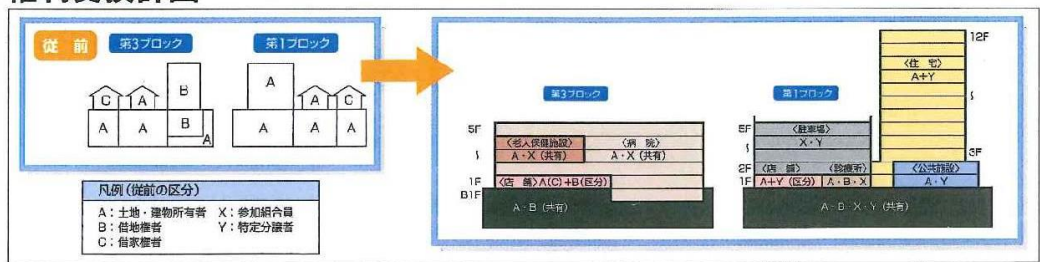 従 前
第3ブロック
第1ブロック
C A B A A C
A A B A A A A
第3ブロック
5F
〈老人保健施設〉
A・X(共有)
〈病 院〉
A・X(共有)
1F
〈店 舗〉A(C)+B(区分)
B1F
A・B(共有)
第1ブロック
12F
〈住 宅〉
A+Y
〈駐車場〉
X・Y
3F
2F
〈店 舗〉
〈診療所〉
〈公共施設〉
1F
A+Y(区分)
A・B・X
A・Y
A・B・X・Y(共有)
凡例(従前の区分)
A:土地・建物所有者 X:参加組合員
B:借地権者 Y:特定分譲者
C:借家権者